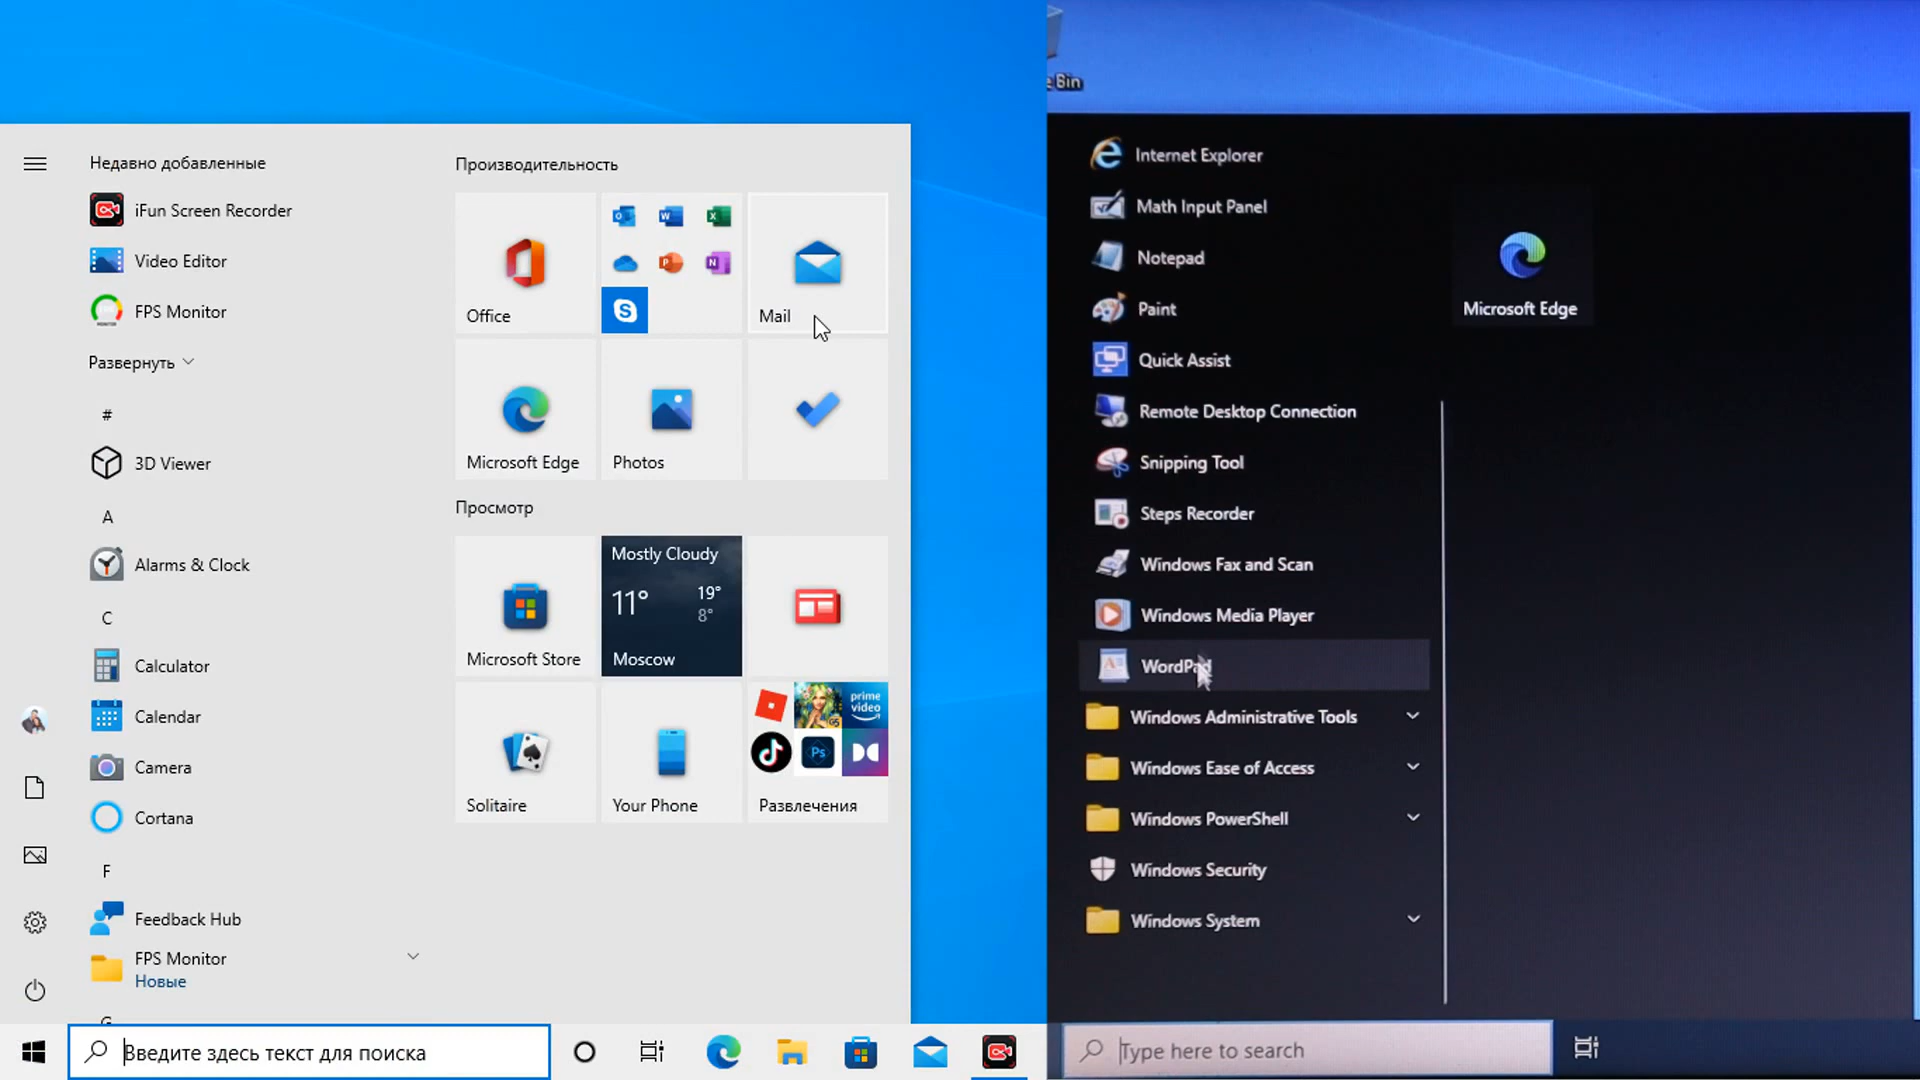 Недавно добавленные
iFun Screen Recorder
Video Editor
FPS Monitor
Развернуть
#
3D Viewer
A
Alarms & Clock
C
Calculator
Calendar
Camera
Cortana
F
Feedback Hub
FPS Monitor
Новые
Производительность
Office
Mail
Microsoft Edge
Photos
Просмотр
Microsoft Store
Mostly Cloudy
11° 19°
8°
Moscow
prime video
Ps
Solitaire
Your Phone
Развлечения
Введите здесь текст для поиска
Bin
Internet Explorer
Math Input Panel
Notepad
Paint
Quick Assist
Remote Desktop Connection
Snipping Tool
Steps Recorder
Windows Fax and Scan
Windows Media Player
WordPad
Windows Administrative Tools
Windows Ease of Access
Windows PowerShell
Windows Security
Windows System
Microsoft Edge
Type here to search